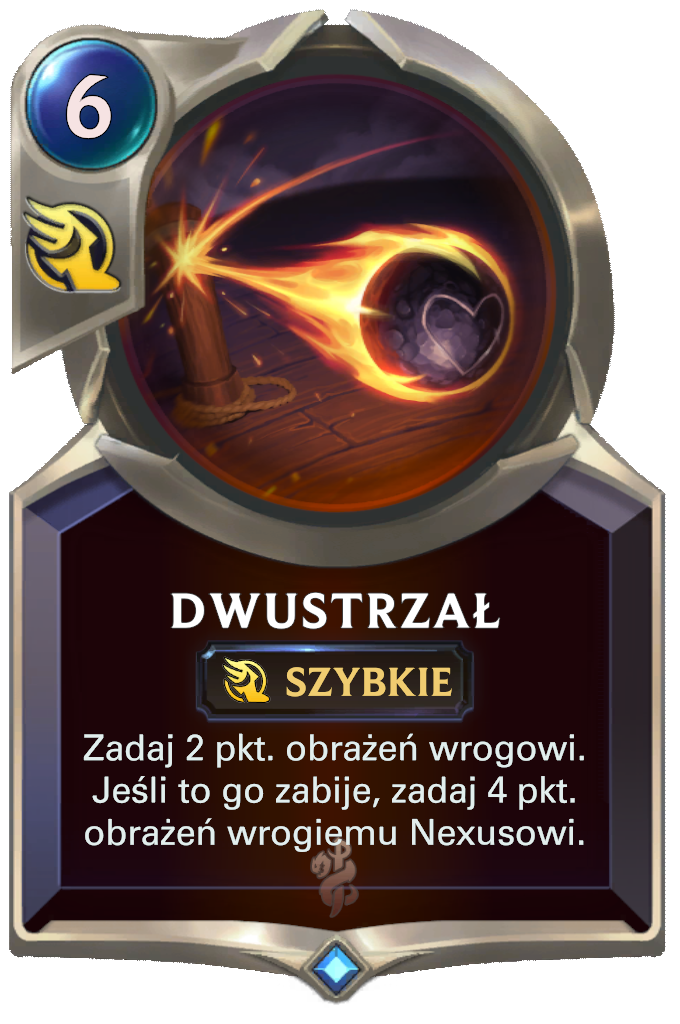 6
DWUSTRZAŁ
SZYBKIE
Zadaj 2 pkt. obrażeń wrogowi.
Jeśli to go zabije, zadaj 4 pkt.
obrażeń wrogiemu Nexusowi.